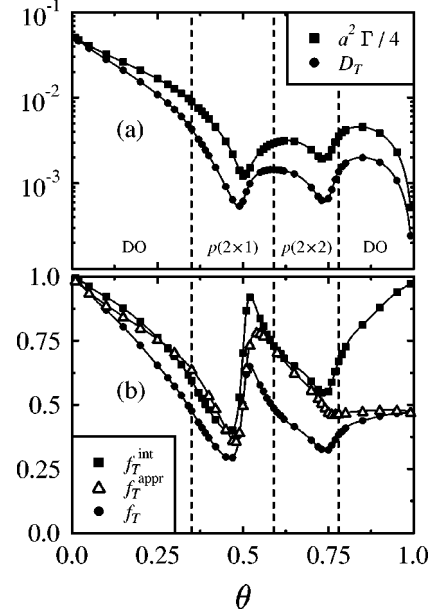 10⁻¹
10⁻²
10⁻³
a² Γ / 4
D_T
(a)
DO
p(2×1)
p(2×2)
DO
1.0
0.75
0.5
0.25
0.0
(b)
f_T^int
f_T^appr
f_T
0.0
0.25
0.5
0.75
1.0
θ